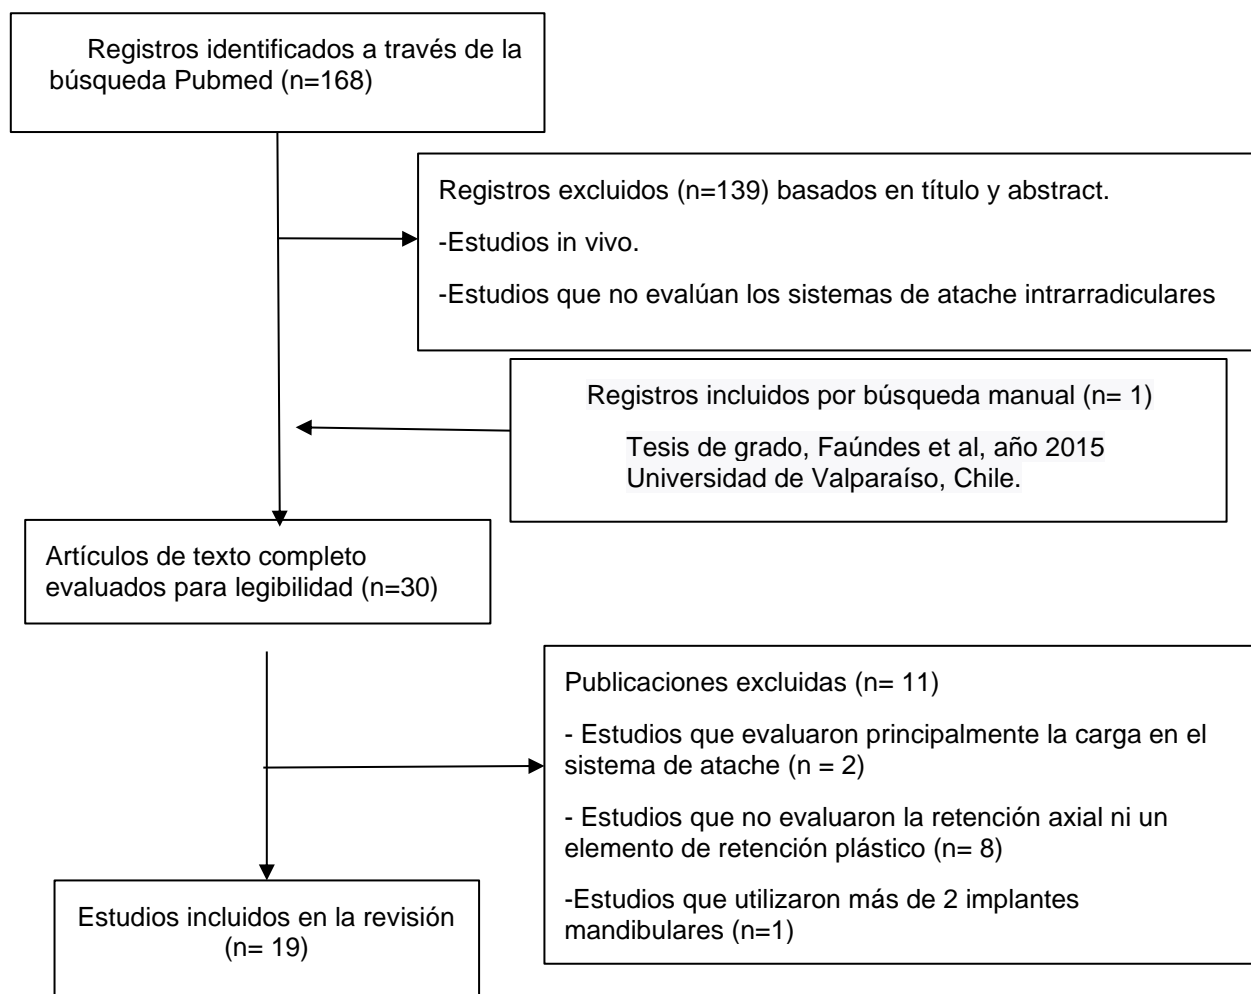 Registros identificados a través de la
búsqueda Pubmed (n=168)
Registros excluidos (n=139) basados en título y abstract.
-Estudios in vivo.
-Estudios que no evalúan los sistemas de atache intrarradiculares
Registros incluidos por búsqueda manual (n= 1)
Tesis de grado, Faúndes et al, año 2015
Universidad de Valparaíso, Chile.
Artículos de texto completo
evaluados para legibilidad (n=30)
Publicaciones excluidas (n= 11)
- Estudios que evaluaron principalmente la carga en el
sistema de atache (n = 2)
- Estudios que no evaluaron la retención axial ni un
elemento de retención plástico (n= 8)
-Estudios que utilizaron más de 2 implantes
mandibulares (n=1)
Estudios incluidos en la revisión
(n= 19)